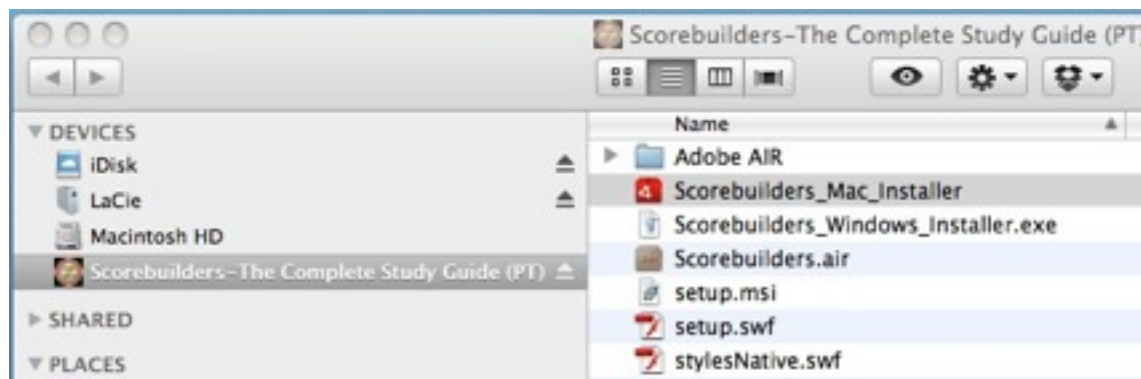 Scorebuilders-The Complete Study Guide (PT)
DEVICES
iDisk
LaCie
Macintosh HD
Scorebuilders-The Complete Study Guide (PT)
SHARED
PLACES
Name
Adobe AIR
Scorebuilders_Mac_Installer
Scorebuilders_Windows_Installer.exe
Scorebuilders.air
setup.msi
setup.swf
stylesNative.swf